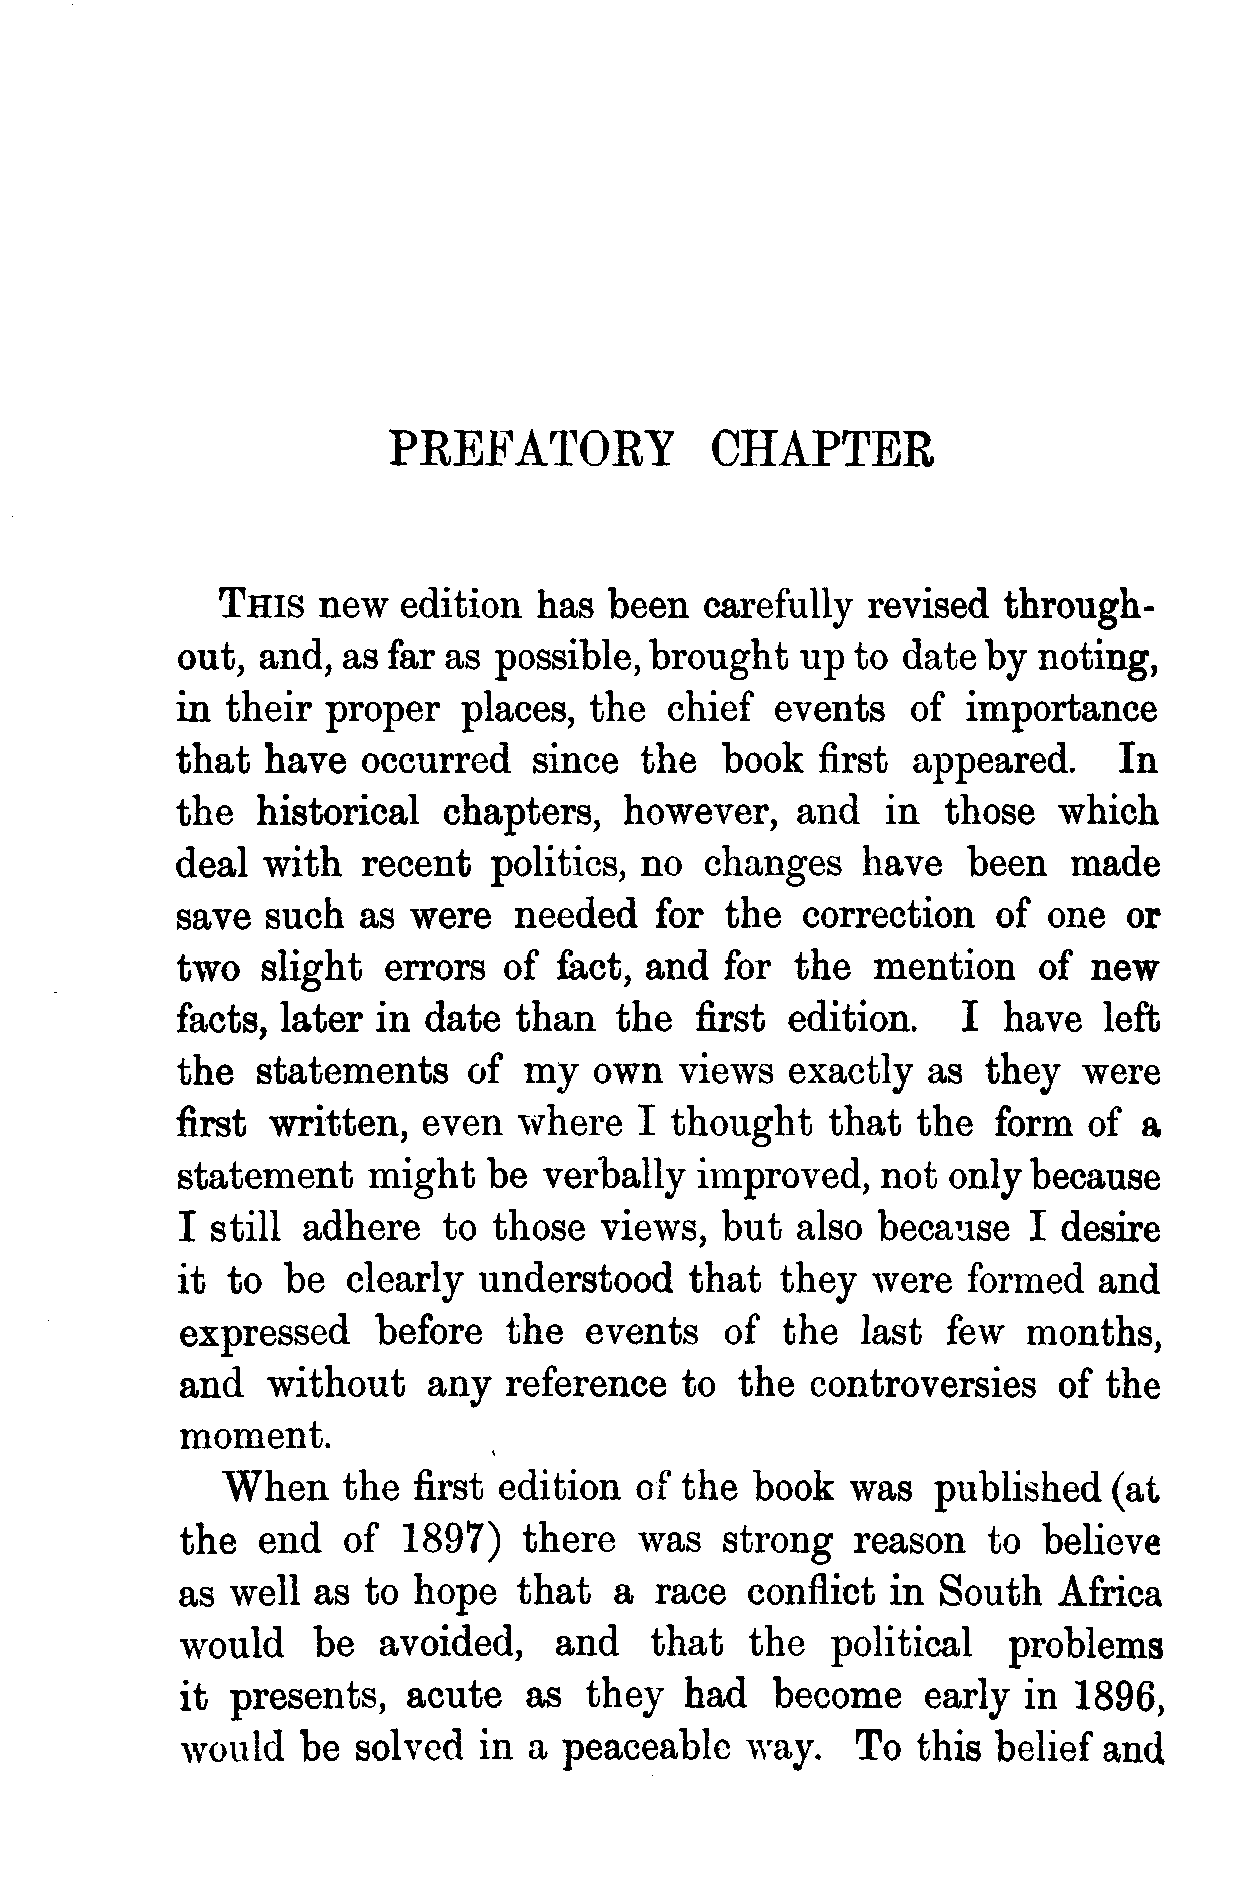 PREFATORY CHAPTER
THIS new edition has been carefully revised through-
out, and, as far as possible, brought up to date by noting,
in their proper places, the chief events of importance
that have occurred since the book first appeared. In
the historical chapters, however, and in those which
deal with recent politics, no changes have been made
save such as were needed for the correction of one or
two slight errors of fact, and for the mention of new
facts, later in date than the first edition. I have left
the statements of my own views exactly as they were
first written, even where I thought that the form of a
statement might be verbally improved, not only because
I still adhere to those views, but also because I desire
it to be clearly understood that they were formed and
expressed before the events of the last few months,
and without any reference to the controversies of the
moment.
When the first edition of the book was published (at
the end of 1897) there was strong reason to believe
as well as to hope that a race conflict in South Africa
would be avoided, and that the political problems
it presents, acute as they had become early in 1896,
would be solved in a peaceable way. To this belief and